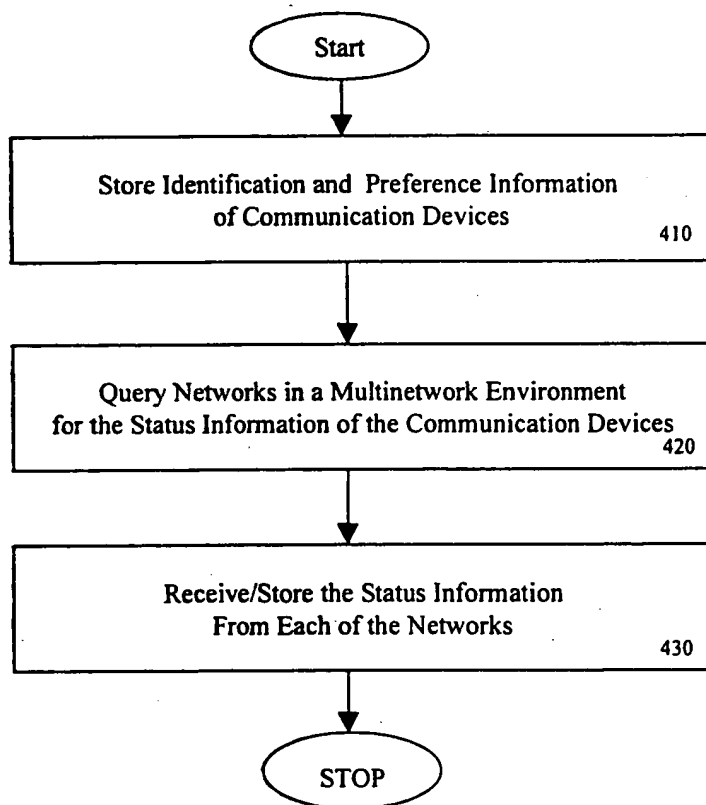 Start
Store Identification and Preference Information
of Communication Devices
410
Query Networks in a Multinetwork Environment
for the Status Information of the Communication Devices
420
Receive/Store the Status Information
From Each of the Networks
430
STOP